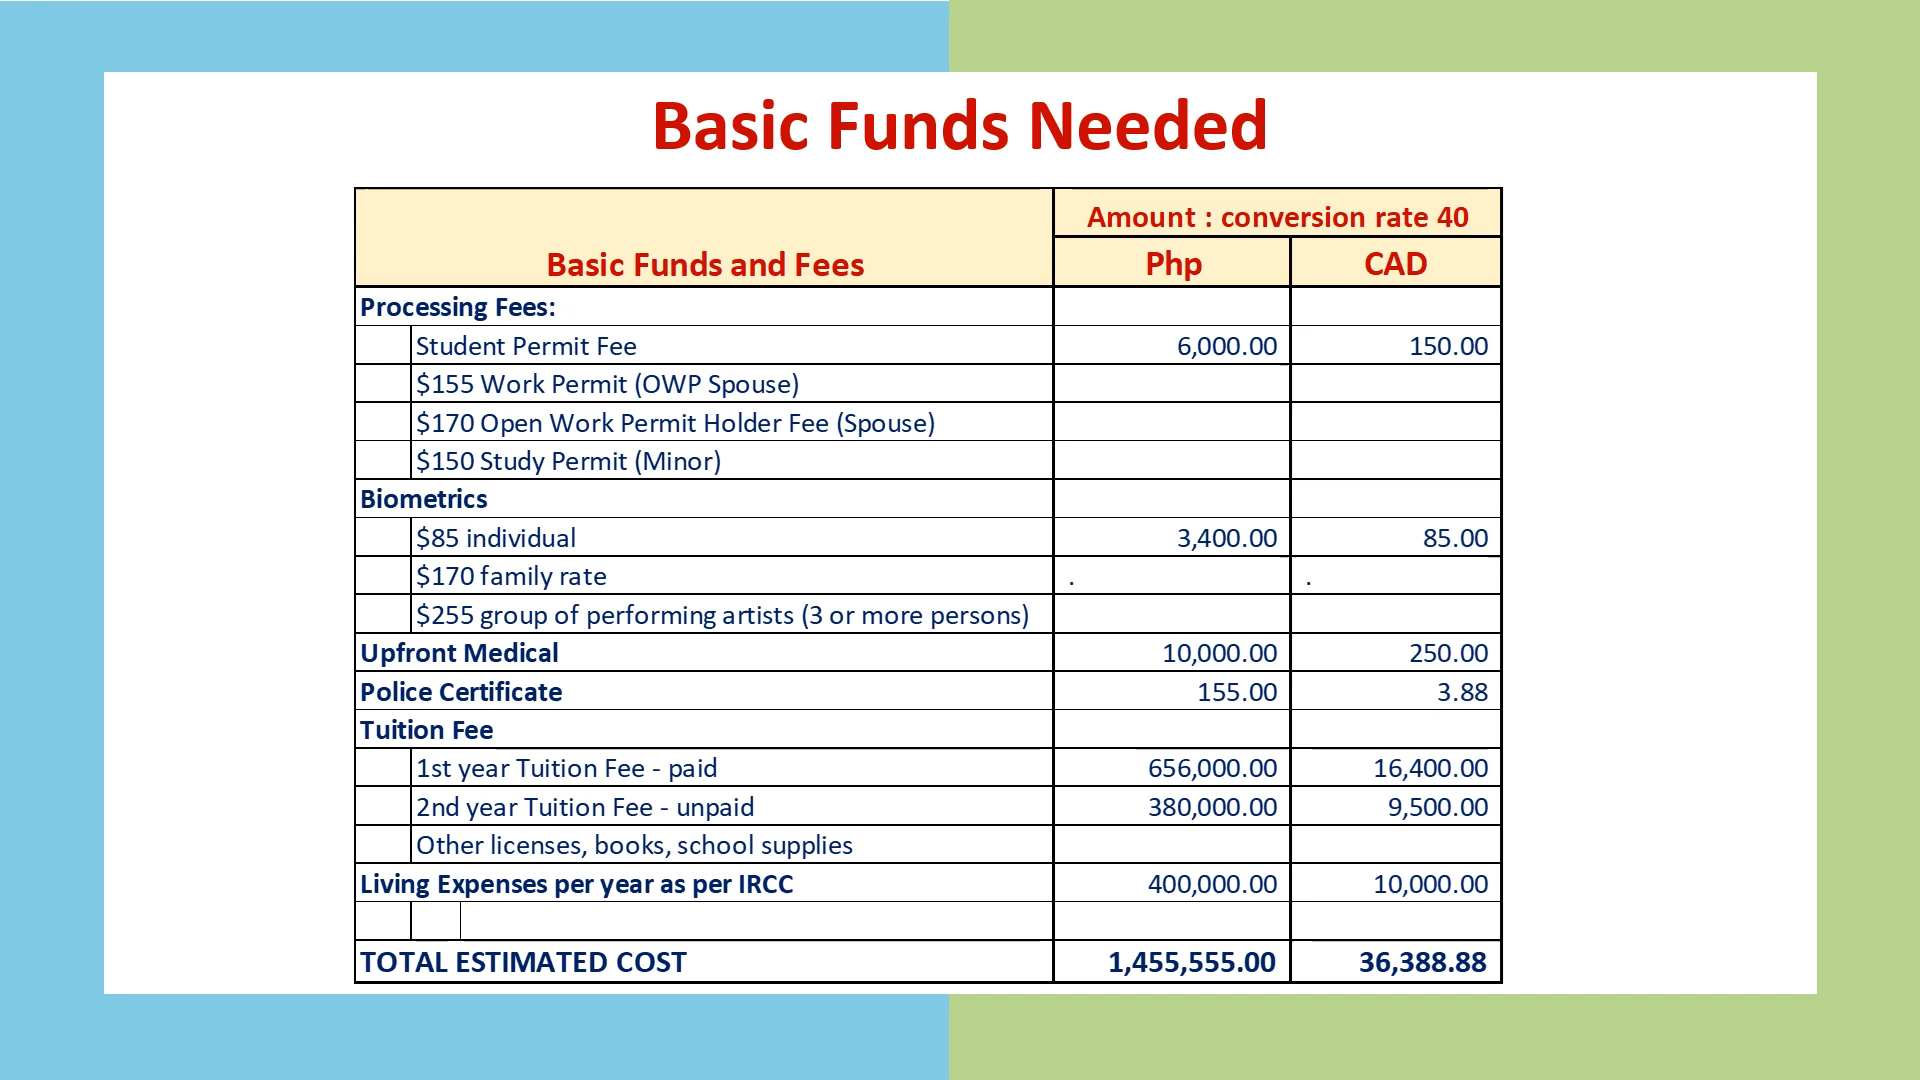 Basic Funds Needed
Basic Funds and Fees
Amount : conversion rate 40
Php CAD
Processing Fees:
Student Permit Fee 6,000.00 150.00
$155 Work Permit (OWP Spouse)
$170 Open Work Permit Holder Fee (Spouse)
$150 Study Permit (Minor)
Biometrics
$85 individual 3,400.00 85.00
$170 family rate . .
$255 group of performing artists (3 or more persons)
Upfront Medical 10,000.00 250.00
Police Certificate 155.00 3.88
Tuition Fee
1st year Tuition Fee - paid 656,000.00 16,400.00
2nd year Tuition Fee - unpaid 380,000.00 9,500.00
Other licenses, books, school supplies
Living Expenses per year as per IRCC 400,000.00 10,000.00
TOTAL ESTIMATED COST 1,455,555.00 36,388.88